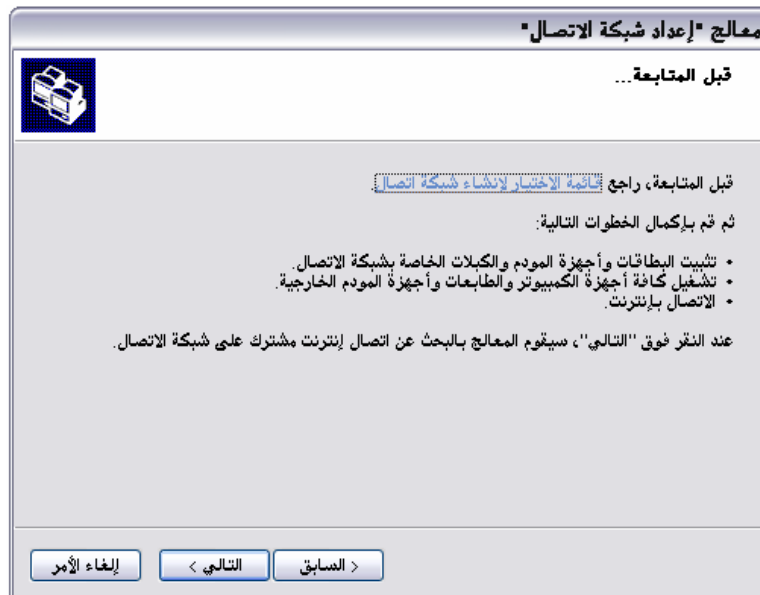 معالج "إعداد شبكة الاتصال"
قبل المتابعة...
قبل المتابعة، راجع قائمة الاختيار لإنشاء شبكة اتصال.
ثم قم بإكمال الخطوات التالية:
• تثبيت البطاقات وأجهزة المودم والكبلات الخاصة بشبكة الاتصال.
• تشغيل كافة أجهزة الكمبيوتر والطابعات وأجهزة المودم الخارجية.
• الاتصال بإنترنت.
عند النقر فوق "التالي"، سيقوم المعالج بالبحث عن اتصال إنترنت مشترك على شبكة الاتصال.
< السابق
التالي >
إلغاء الأمر